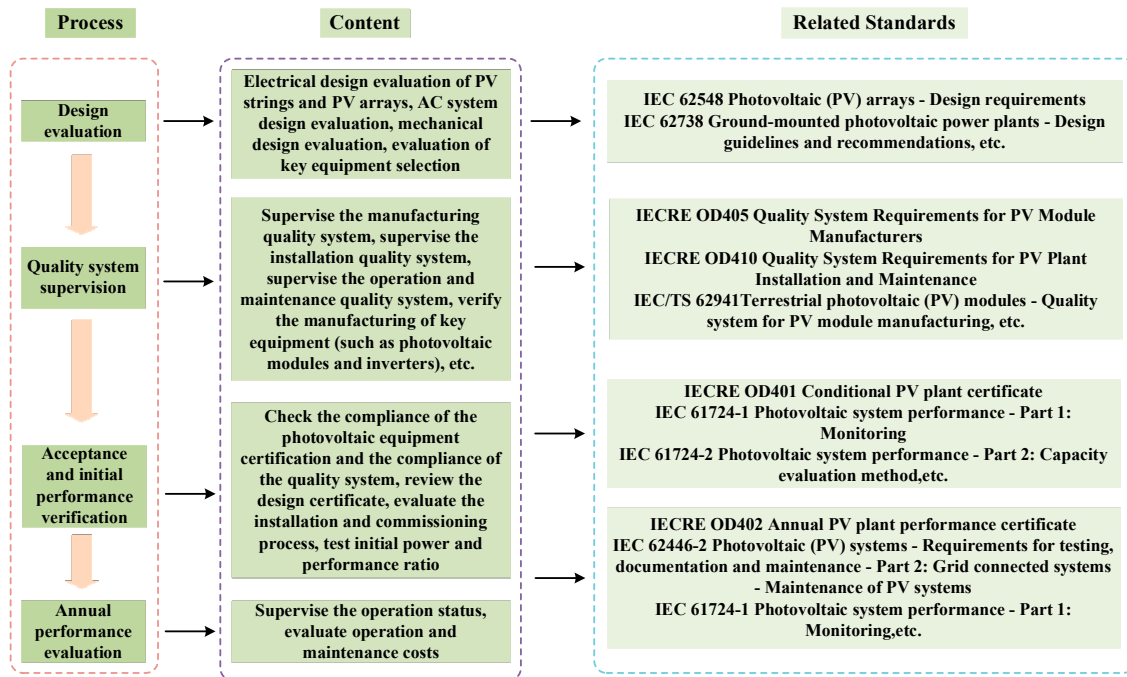 Process
Content
Related Standards
Design
evaluation
Electrical design evaluation of PV
strings and PV arrays, AC system
design evaluation, mechanical
design evaluation, evaluation of
key equipment selection
IEC 62548 Photovoltaic (PV) arrays - Design requirements
IEC 62738 Ground-mounted photovoltaic power plants - Design
guidelines and recommendations, etc.
Quality system
supervision
Supervise the manufacturing
quality system, supervise the
installation quality system,
supervise the operation and
maintenance quality system, verify
the manufacturing of key
equipment (such as photovoltaic
modules and inverters), etc.
IECRE OD405 Quality System Requirements for PV Module
Manufacturers
IECRE OD410 Quality System Requirements for PV Plant
Installation and Maintenance
IEC/TS 62941Terrestrial photovoltaic (PV) modules - Quality
system for PV module manufacturing, etc.
Acceptance
and initial
performance
verification
Check the compliance of the
photovoltaic equipment
certification and the compliance of
the quality system, review the
design certificate, evaluate the
installation and commissioning
process, test initial power and
performance ratio
IECRE OD401 Conditional PV plant certificate
IEC 61724-1 Photovoltaic system performance - Part 1:
Monitoring
IEC 61724-2 Photovoltaic system performance - Part 2: Capacity
evaluation method,etc.
Annual
performance
evaluation
Supervise the operation status,
evaluate operation and
maintenance costs
IECRE OD402 Annual PV plant performance certificate
IEC 62446-2 Photovoltaic (PV) systems - Requirements for testing,
documentation and maintenance - Part 2: Grid connected systems
- Maintenance of PV systems
IEC 61724-1 Photovoltaic system performance - Part 1:
Monitoring,etc.